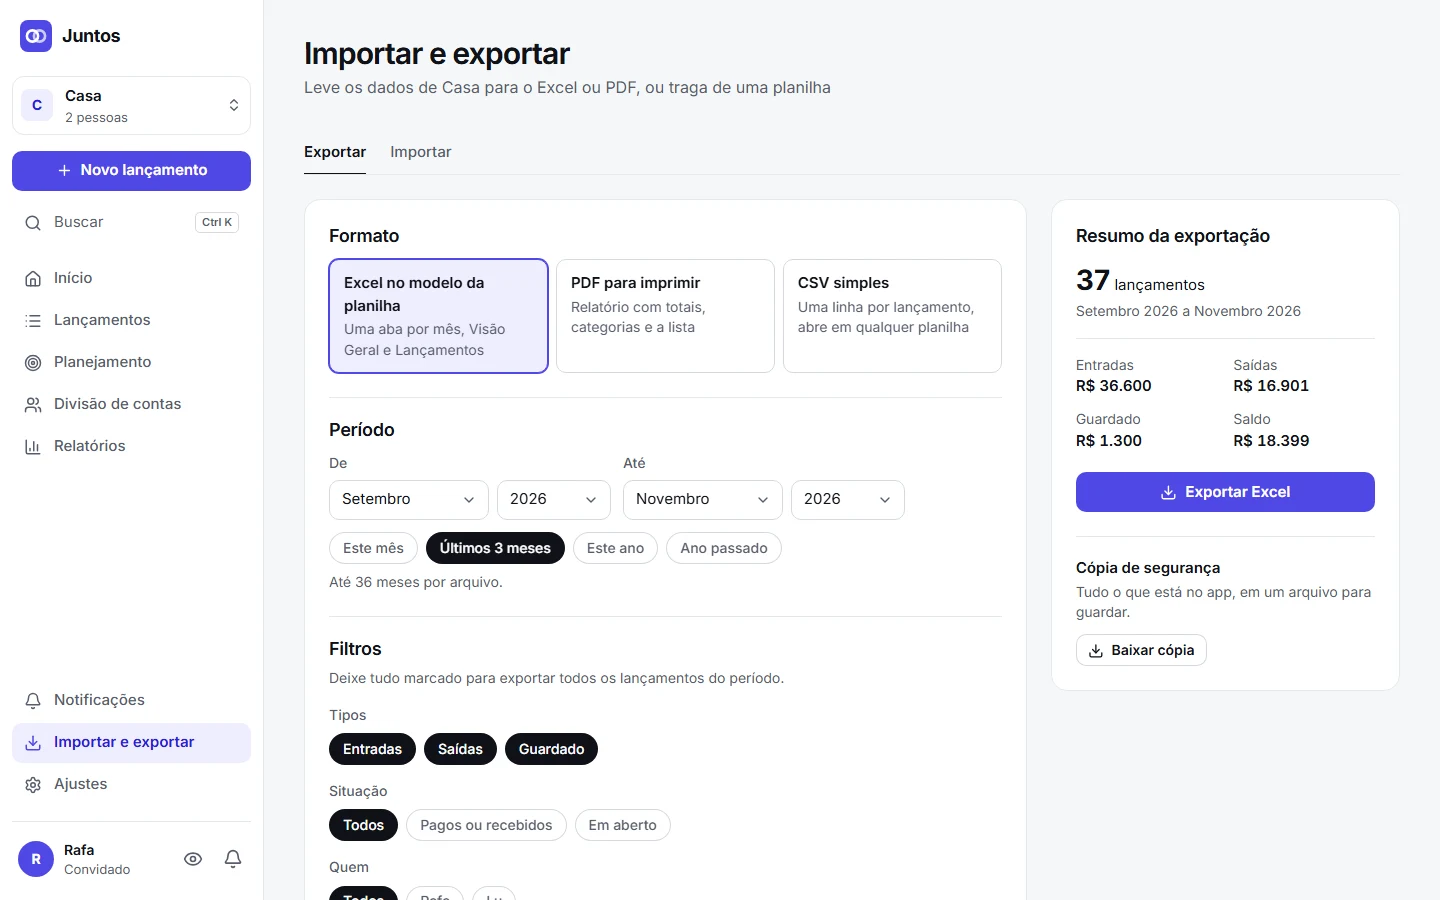 Juntos
C
Casa
2 pessoas
Novo lançamento
Buscar
Ctrl K
Início
Lançamentos
Planejamento
Divisão de contas
Relatórios
Notificações
Importar e exportar
Ajustes
R
Rafa
Convidado
Importar e exportar
Leve os dados de Casa para o Excel ou PDF, ou traga de uma planilha
Exportar
Importar
Formato
Excel no modelo da
planilha
Uma aba por mês, Visão
Geral e Lançamentos
PDF para imprimir
Relatório com totais,
categorias e a lista
CSV simples
Uma linha por lançamento,
abre em qualquer planilha
Período
De
Até
Setembro
2026
Novembro
2026
Este mês
Últimos 3 meses
Este ano
Ano passado
Até 36 meses por arquivo.
Filtros
Deixe tudo marcado para exportar todos os lançamentos do período.
Tipos
Entradas
Saídas
Guardado
Situação
Todos
Pagos ou recebidos
Em aberto
Quem
Todos
Rafa
Lu
Resumo da exportação
37 lançamentos
Setembro 2026 a Novembro 2026
Entradas
R$ 36.600
Saídas
R$ 16.901
Guardado
R$ 1.300
Saldo
R$ 18.399
Exportar Excel
Cópia de segurança
Tudo o que está no app, em um arquivo para
guardar.
Baixar cópia